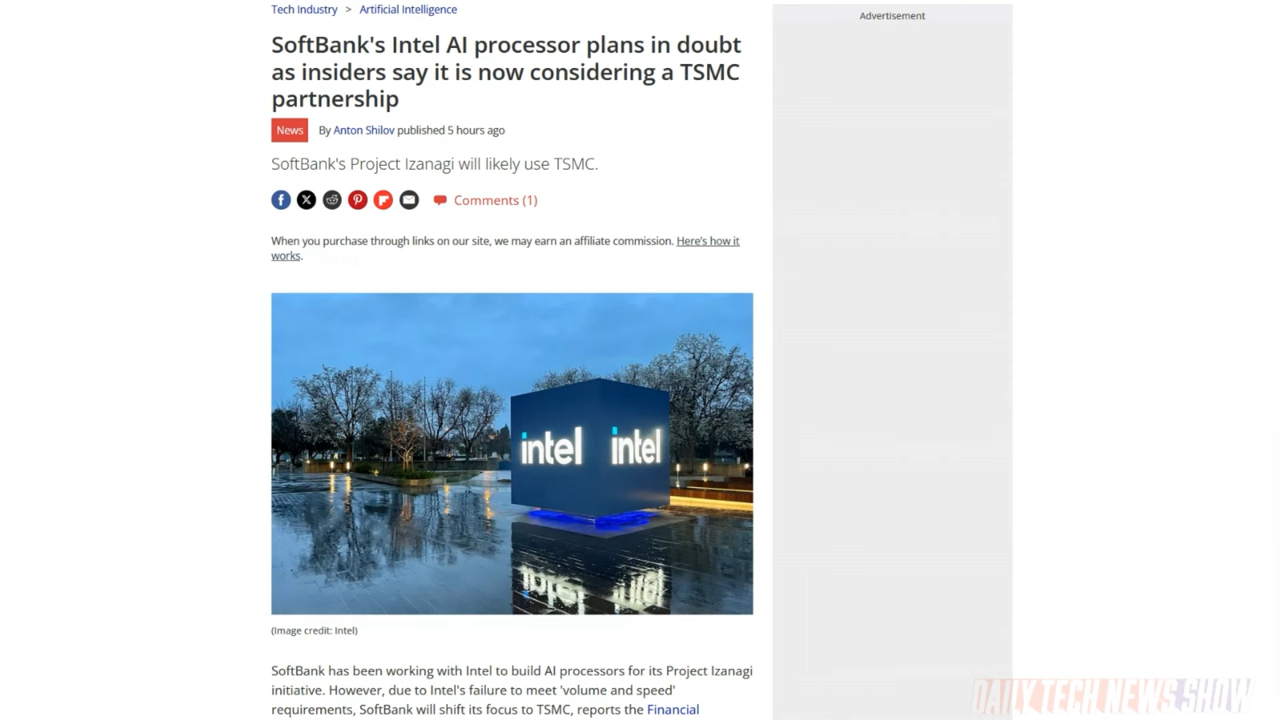 Tech Industry > Artificial Intelligence
Advertisement
SoftBank's Intel AI processor plans in doubt
as insiders say it is now considering a TSMC
partnership
News By Anton Shilov published 5 hours ago
SoftBank's Project Izanagi will likely use TSMC.
Comments (1)
When you purchase through links on our site, we may earn an affiliate commission. Here's how it
works.
intel intel
(Image credit: Intel)
SoftBank has been working with Intel to build AI processors for its Project Izanagi
initiative. However, due to Intel's failure to meet 'volume and speed'
requirements, SoftBank will shift its focus to TSMC, reports the Financial
DAILY TECH NEWS SHOW